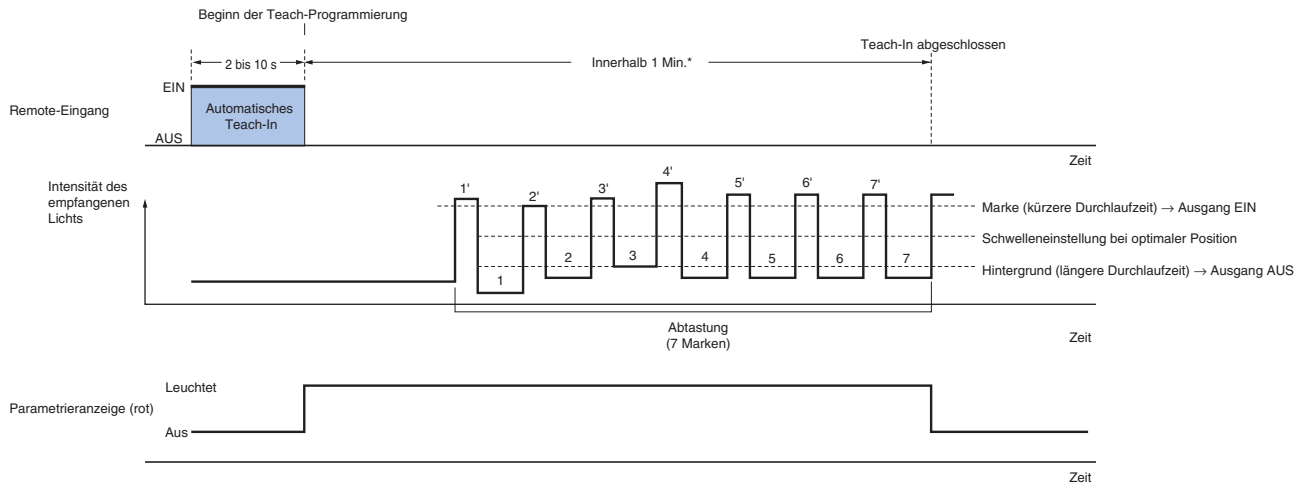 Beginn der Teach-Programmierung
Teach-In abgeschlossen
2 bis 10 s
Innerhalb 1 Min.*
EIN
Remote-Eingang
Automatisches
Teach-In
AUS
Zeit
Intensität des
empfangenen
Lichts
1' 2' 3' 4' 5' 6' 7'
Marke (kürzere Durchlaufzeit) → Ausgang EIN
Schwelleneinstellung bei optimaler Position
1 2 3 4 5 6 7
Hintergrund (längere Durchlaufzeit) → Ausgang AUS
Abtastung
(7 Marken)
Zeit
Leuchtet
Parametrieranzeige (rot)
Aus
Zeit